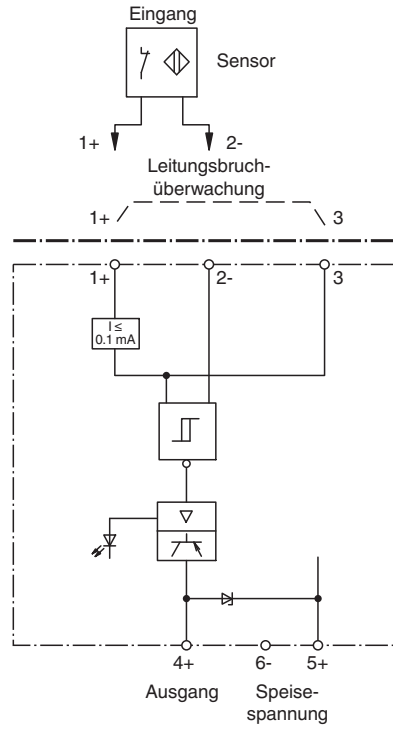 Eingang
Sensor
1+ 2-
Leitungsbruch-
überwachung
1+ 3
1+ 2- 3
I ≤
0.1 mA
4+ 6- 5+
Ausgang Speise-
spannung